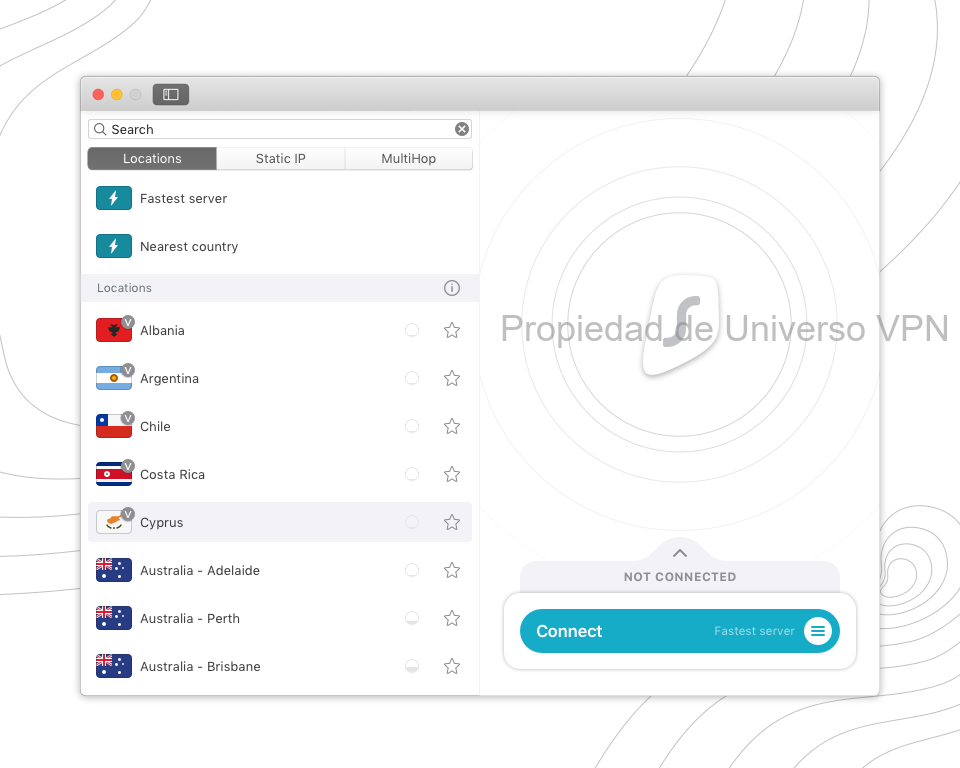 Search
Locations Static IP MultiHop
Fastest server
Nearest country
Locations
V Albania
V Argentina
V Chile
V Costa Rica
V Cyprus
Australia - Adelaide
Australia - Perth
Australia - Brisbane
Propiedad de Universo VPN
NOT CONNECTED
Connect Fastest server